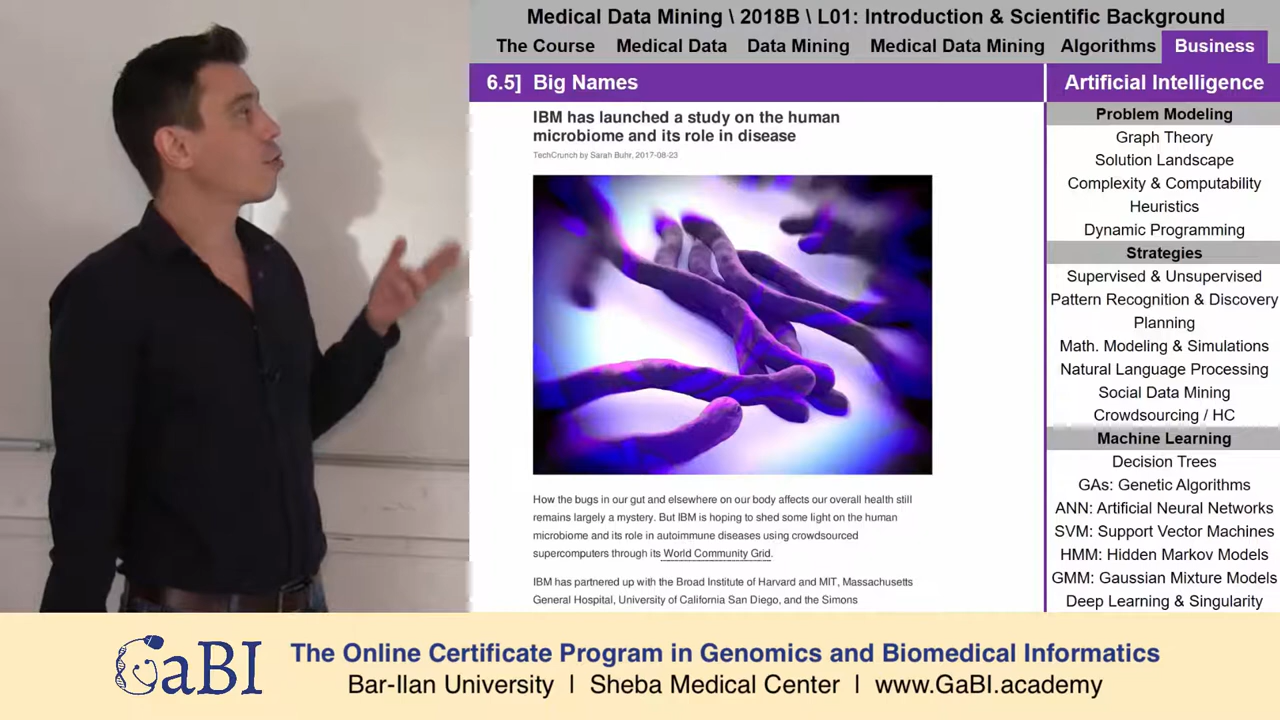 Medical Data Mining \ 2018B \ L01: Introduction & Scientific Background
The Course Medical Data Data Mining Medical Data Mining Algorithms Business
6.5] Big Names
IBM has launched a study on the human
microbiome and its role in disease
TechCrunch by Sarah Buhr, 2017-08-23
How the bugs in our gut and elsewhere on our body affects our overall health still
remains largely a mystery. But IBM is hoping to shed some light on the human
microbiome and its role in autoimmune diseases using crowdsourced
supercomputers through its World Community Grid.
IBM has partnered up with the Broad Institute of Harvard and MIT, Massachusetts
General Hospital, University of California San Diego, and the Simons
Artificial Intelligence
Problem Modeling
Graph Theory
Solution Landscape
Complexity & Computability
Heuristics
Dynamic Programming
Strategies
Supervised & Unsupervised
Pattern Recognition & Discovery
Planning
Math. Modeling & Simulations
Natural Language Processing
Social Data Mining
Crowdsourcing / HC
Machine Learning
Decision Trees
GAs: Genetic Algorithms
ANN: Artificial Neural Networks
SVM: Support Vector Machines
HMM: Hidden Markov Models
GMM: Gaussian Mixture Models
Deep Learning & Singularity
GaBI
The Online Certificate Program in Genomics and Biomedical Informatics
Bar-Ilan University | Sheba Medical Center | www.GaBI.academy